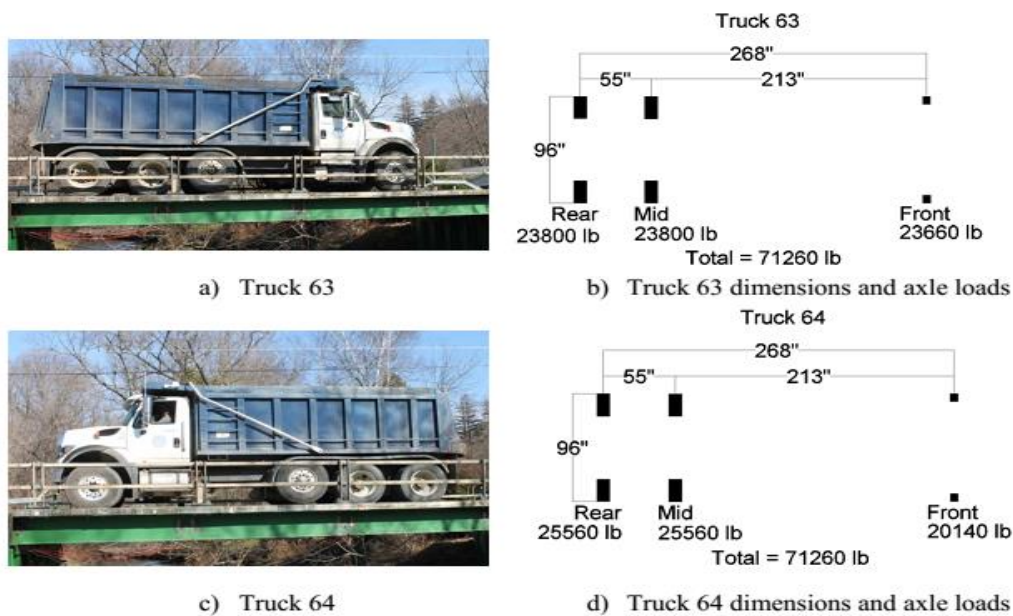 Truck 63
268"
55" 213"
96"
Rear Mid Front
23800 lb 23800 lb 23660 lb
Total = 71260 lb
a) Truck 63 b) Truck 63 dimensions and axle loads
Truck 64
268"
55" 213"
96"
Rear Mid Front
25560 lb 25560 lb 20140 lb
Total = 71260 lb
c) Truck 64 d) Truck 64 dimensions and axle loads